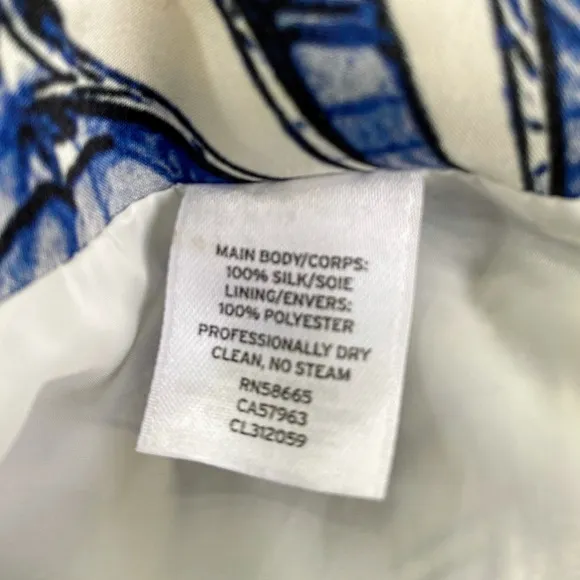 MAIN BODY/CORPS:
100% SILK/SOIE
LINING/ENVERS:
100% POLYESTER
PROFESSIONALLY DRY
CLEAN, NO STEAM
RN58665
CA57963
CL312059